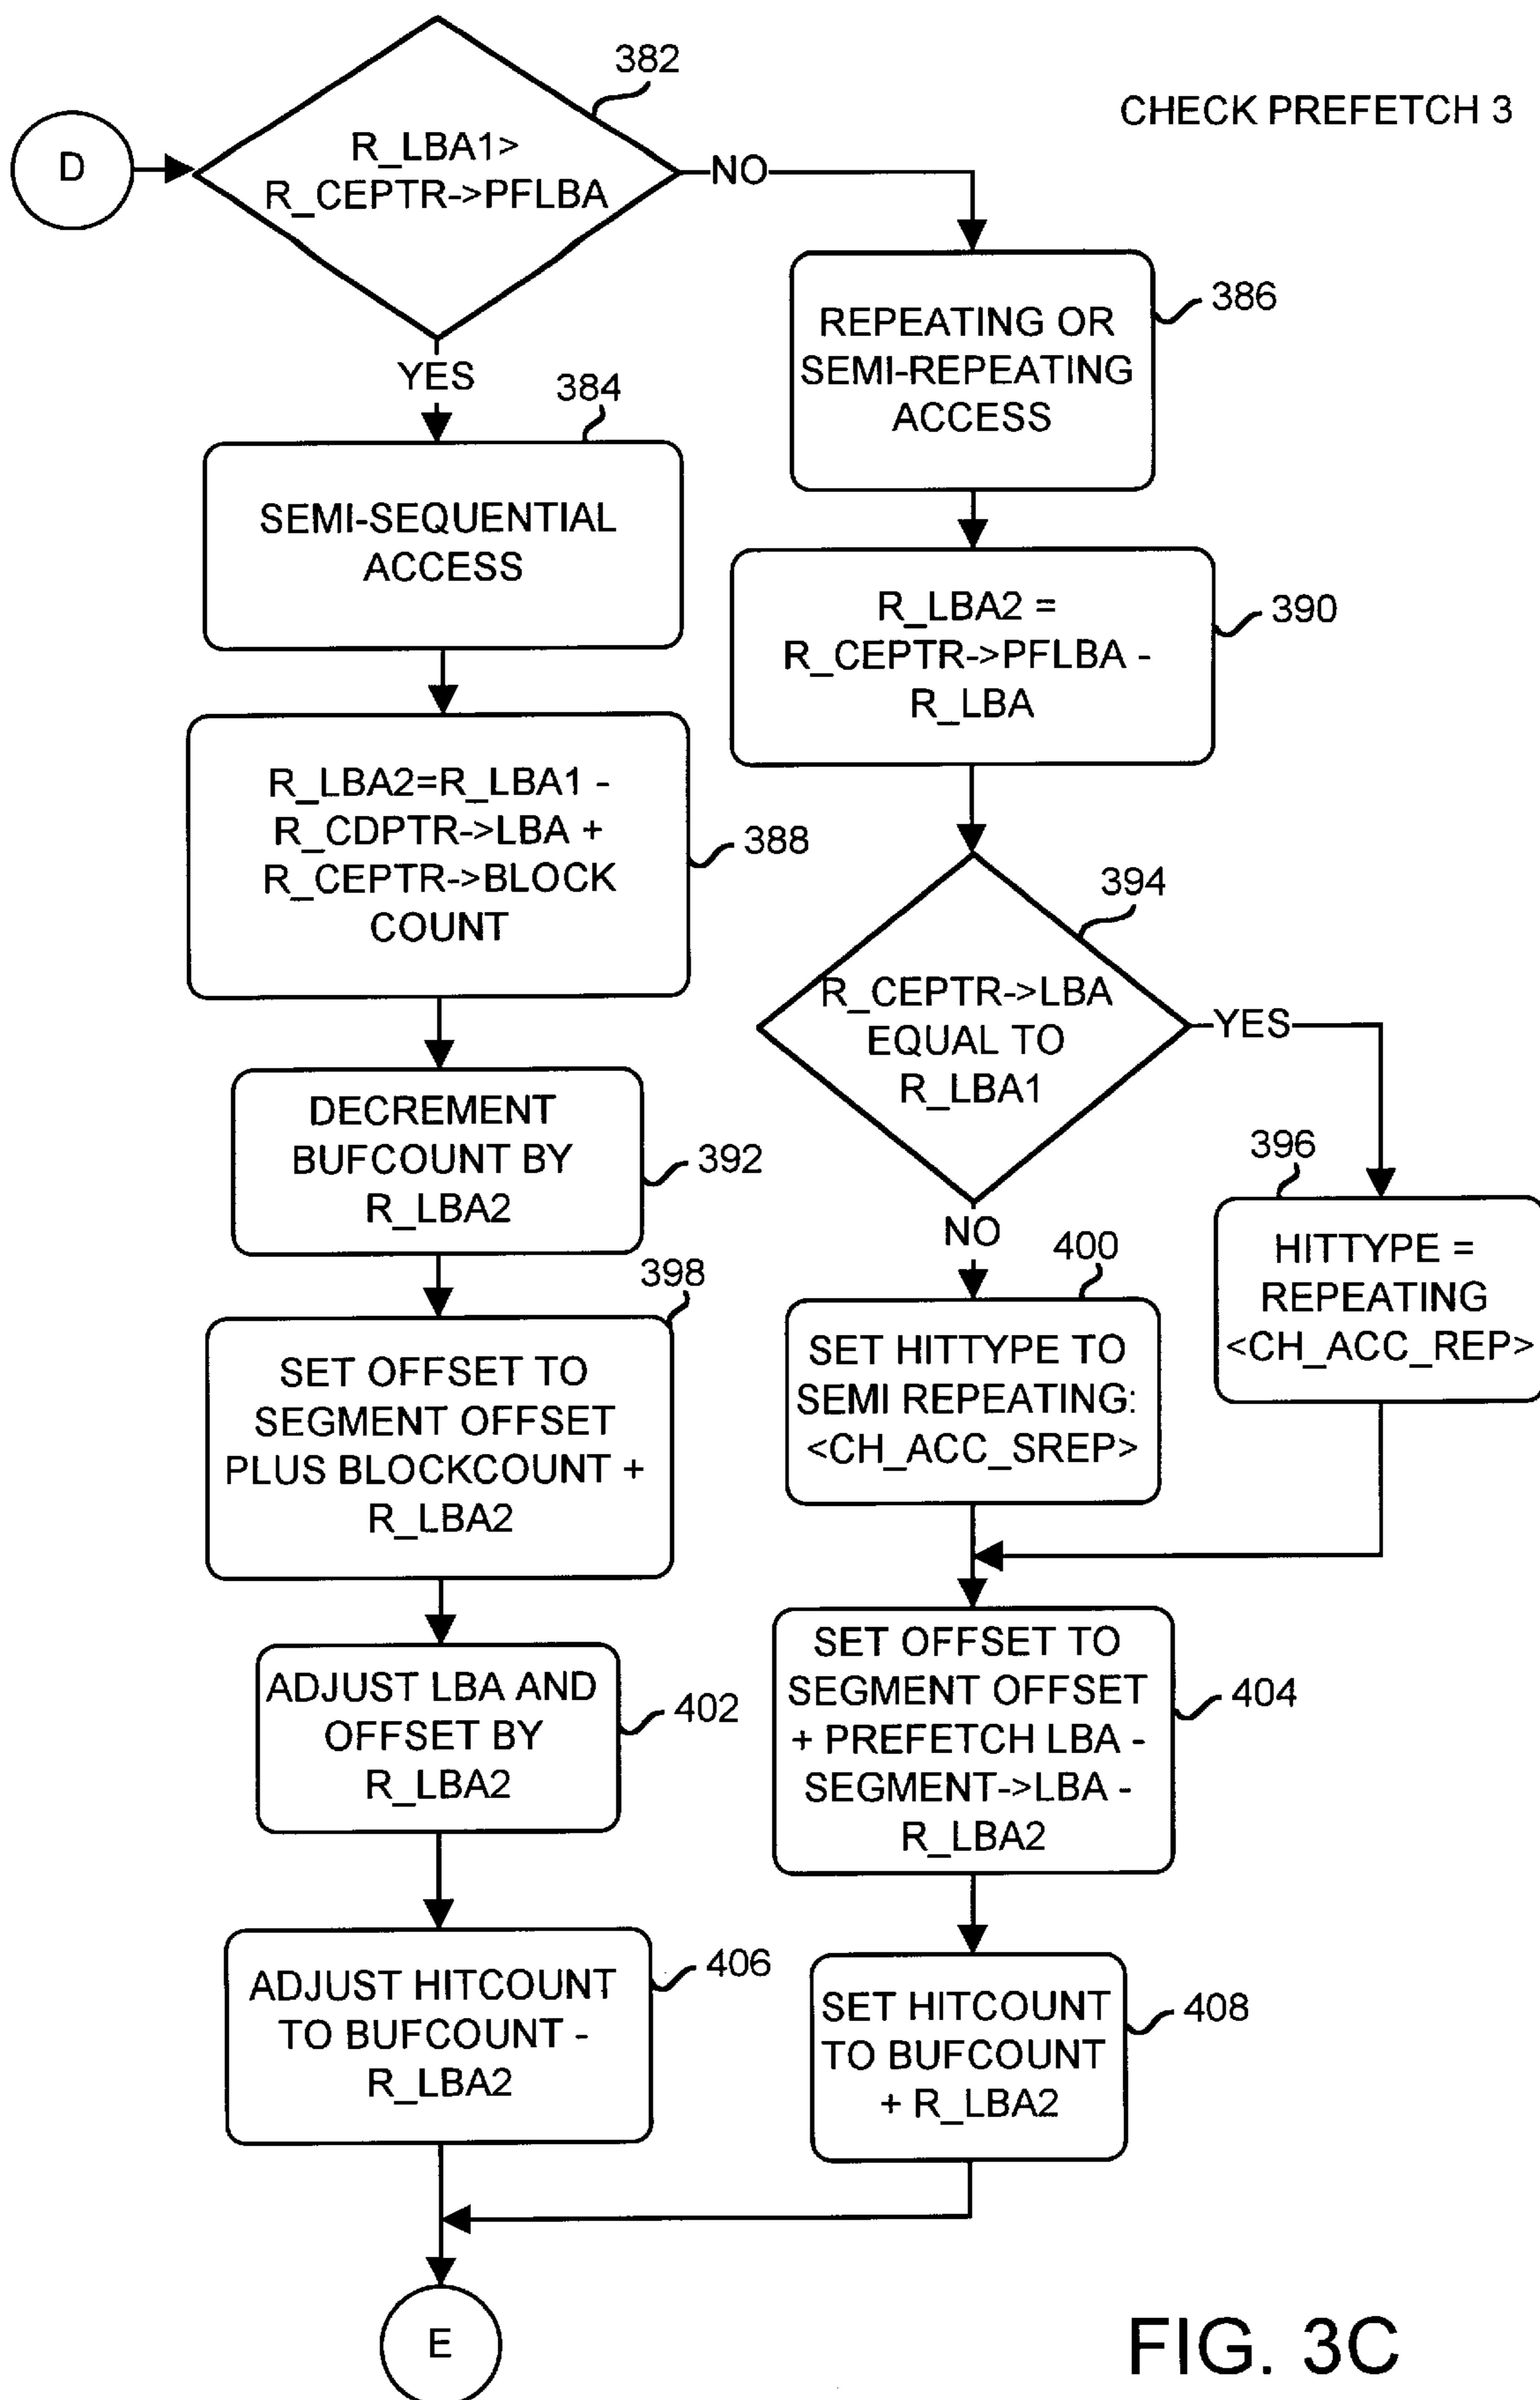 CHECK PREFETCH 3
D
382
R_LBA1>
R_CEPTR->PFLBA
NO
YES
384
SEMI-SEQUENTIAL
ACCESS
R_LBA2=R_LBA1 -
R_CDPTR->LBA +
R_CEPTR->BLOCK
COUNT
388
DECREMENT
BUFCOUNT BY
R_LBA2
392
398
SET OFFSET TO
SEGMENT OFFSET
PLUS BLOCKCOUNT +
R_LBA2
ADJUST LBA AND
OFFSET BY
R_LBA2
402
ADJUST HITCOUNT
TO BUFCOUNT -
R_LBA2
406
386
REPEATING OR
SEMI-REPEATING
ACCESS
R_LBA2 =
R_CEPTR->PFLBA -
R_LBA
390
394
R_CEPTR->LBA
EQUAL TO
R_LBA1
YES
NO
396
HITTYPE =
REPEATING
<CH_ACC_REP>
400
SET HITTYPE TO
SEMI REPEATING:
<CH_ACC_SREP>
SET OFFSET TO
SEGMENT OFFSET
+ PREFETCH LBA -
SEGMENT->LBA -
R_LBA2
404
SET HITCOUNT
TO BUFCOUNT
+ R_LBA2
408
E
FIG. 3C